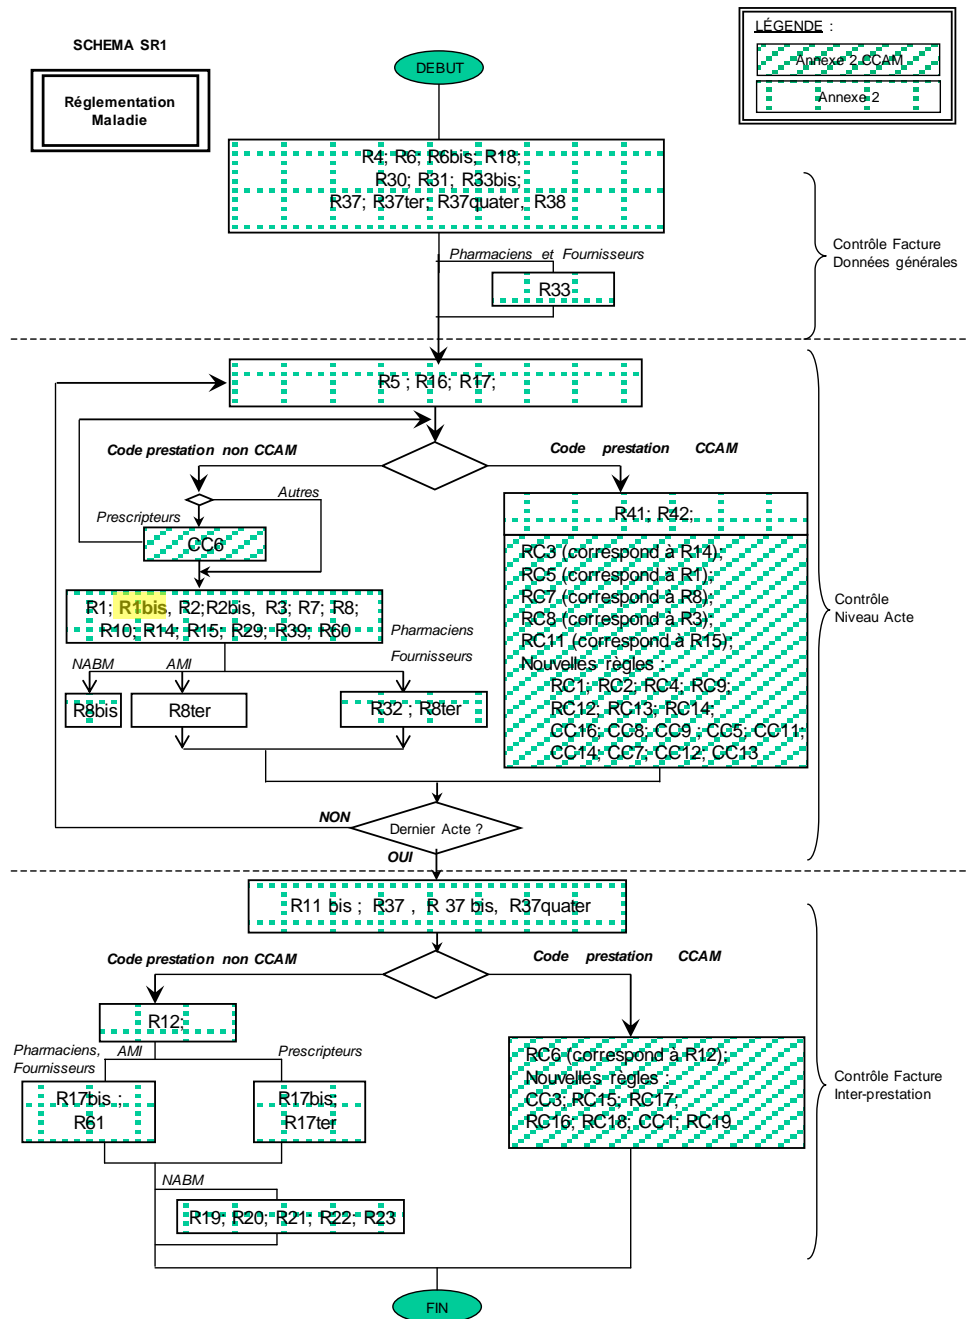 SCHEMA SR1
Réglementation
Maladie
DEBUT
LÉGENDE :
Annexe 2 CCAM
Annexe 2
R4; R6; R6bis; R18;
R30; R31; R33bis;
R37; R37ter; R37quater, R38
Pharmaciens et Fournisseurs
R33
Contrôle Facture
Données générales
R5 ; R16; R17;
Code prestation non CCAM
Code prestation CCAM
Autres
Prescripteurs
CC6
R1; R1bis, R2;R2bis, R3; R7; R8;
R10; R14; R15; R29; R39; R60
Pharmaciens
Fournisseurs
NABM
AMI
R8bis
R8ter
R32 ; R8ter
R41; R42;
RC3 (correspond à R14);
RC5 (correspond à R1);
RC7 (correspond à R8);
RC8 (correspond à R3);
RC11 (correspond à R15);
Nouvelles règles :
RC1; RC2; RC4; RC9;
RC12; RC13; RC14;
CC16; CC8; CC9 ; CC5; CC11;
CC14; CC7; CC12; CC13
Contrôle
Niveau Acte
NON
Dernier Acte ?
OUI
R11 bis ; R37 , R 37 bis, R37quater
Code prestation non CCAM
Code prestation CCAM
R12;
Pharmaciens,
Fournisseurs
AMI
Prescripteurs
R17bis ;
R61
R17bis;
R17ter
RC6 (correspond à R12);
Nouvelles règles :
CC3; RC15; RC17;
RC16; RC18; CC1; RC19
Contrôle Facture
Inter-prestation
NABM
R19; R20; R21; R22; R23
FIN